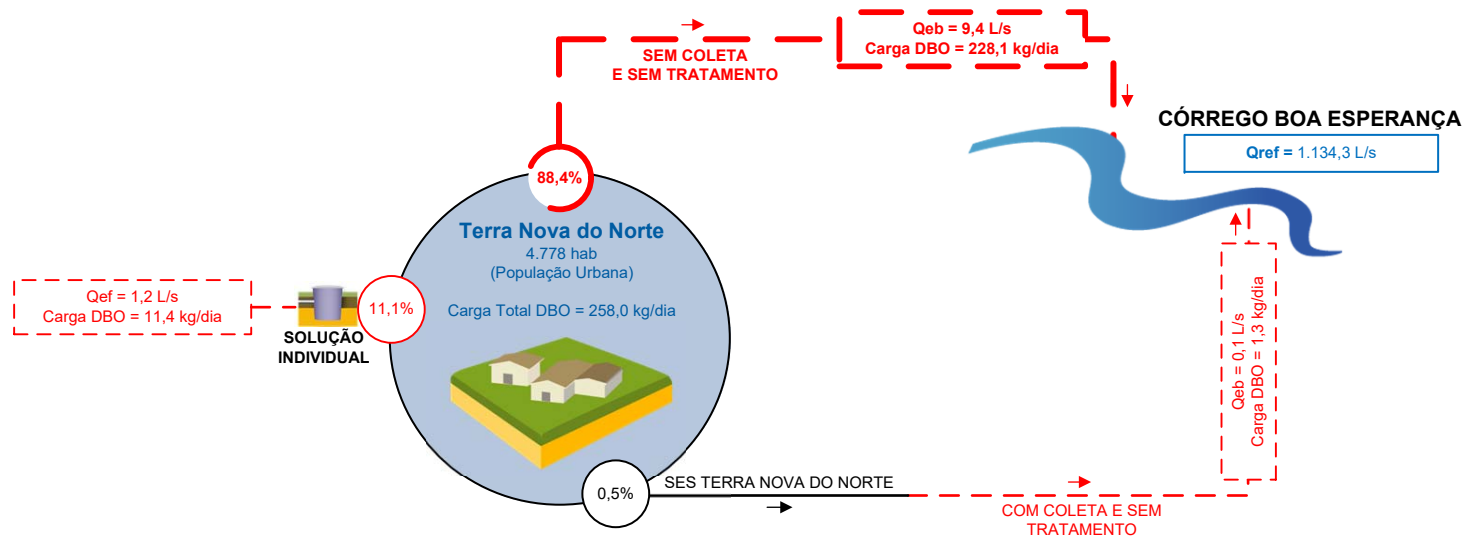 Qeb = 9,4 L/s
Carga DBO = 228,1 kg/dia
SEM COLETA
E SEM TRATAMENTO
CÓRREGO BOA ESPERANÇA
Qref = 1.134,3 L/s
88,4%
Terra Nova do Norte
4.778 hab
(População Urbana)
Carga Total DBO = 258,0 kg/dia
Qef = 1,2 L/s
Carga DBO = 11,4 kg/dia
11,1%
SOLUÇÃO
INDIVIDUAL
Qeb = 0,1 L/s
Carga DBO = 1,3 kg/dia
0,5%
SES TERRA NOVA DO NORTE
COM COLETA E SEM
TRATAMENTO